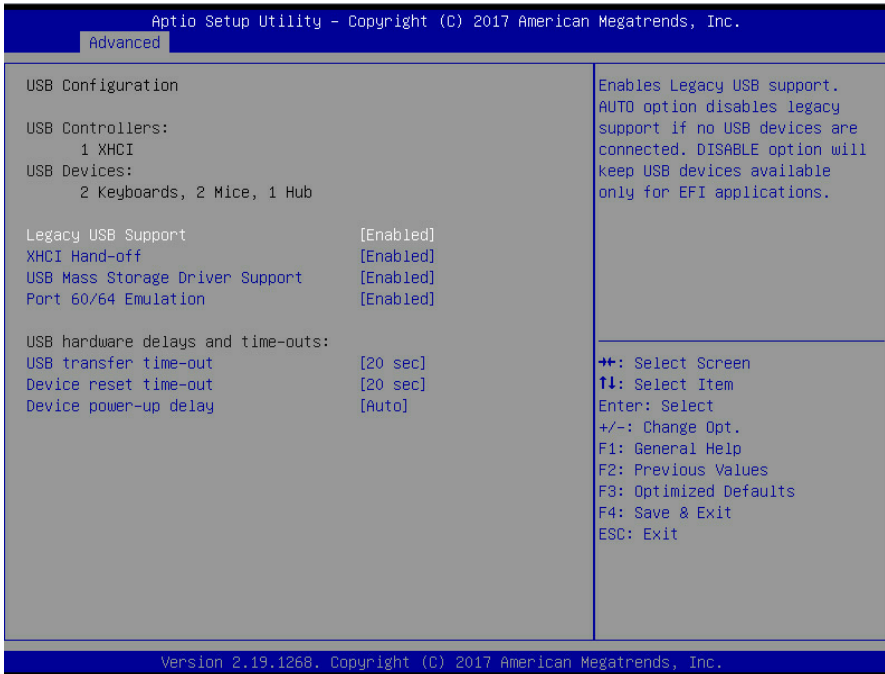 Aptio Setup Utility – Copyright (C) 2017 American Megatrends, Inc.
Advanced
USB Configuration
USB Controllers:
1 XHCI
USB Devices:
2 Keyboards, 2 Mice, 1 Hub
Legacy USB Support [Enabled]
XHCI Hand-off [Enabled]
USB Mass Storage Driver Support [Enabled]
Port 60/64 Emulation [Enabled]
USB hardware delays and time-outs:
USB transfer time-out [20 sec]
Device reset time-out [20 sec]
Device power-up delay [Auto]
Enables Legacy USB support.
AUTO option disables legacy
support if no USB devices are
connected. DISABLE option will
keep USB devices available
only for EFI applications.
→←: Select Screen
↑↓: Select Item
Enter: Select
+/-: Change Opt.
F1: General Help
F2: Previous Values
F3: Optimized Defaults
F4: Save & Exit
ESC: Exit
Version 2.19.1268. Copyright (C) 2017 American Megatrends, Inc.